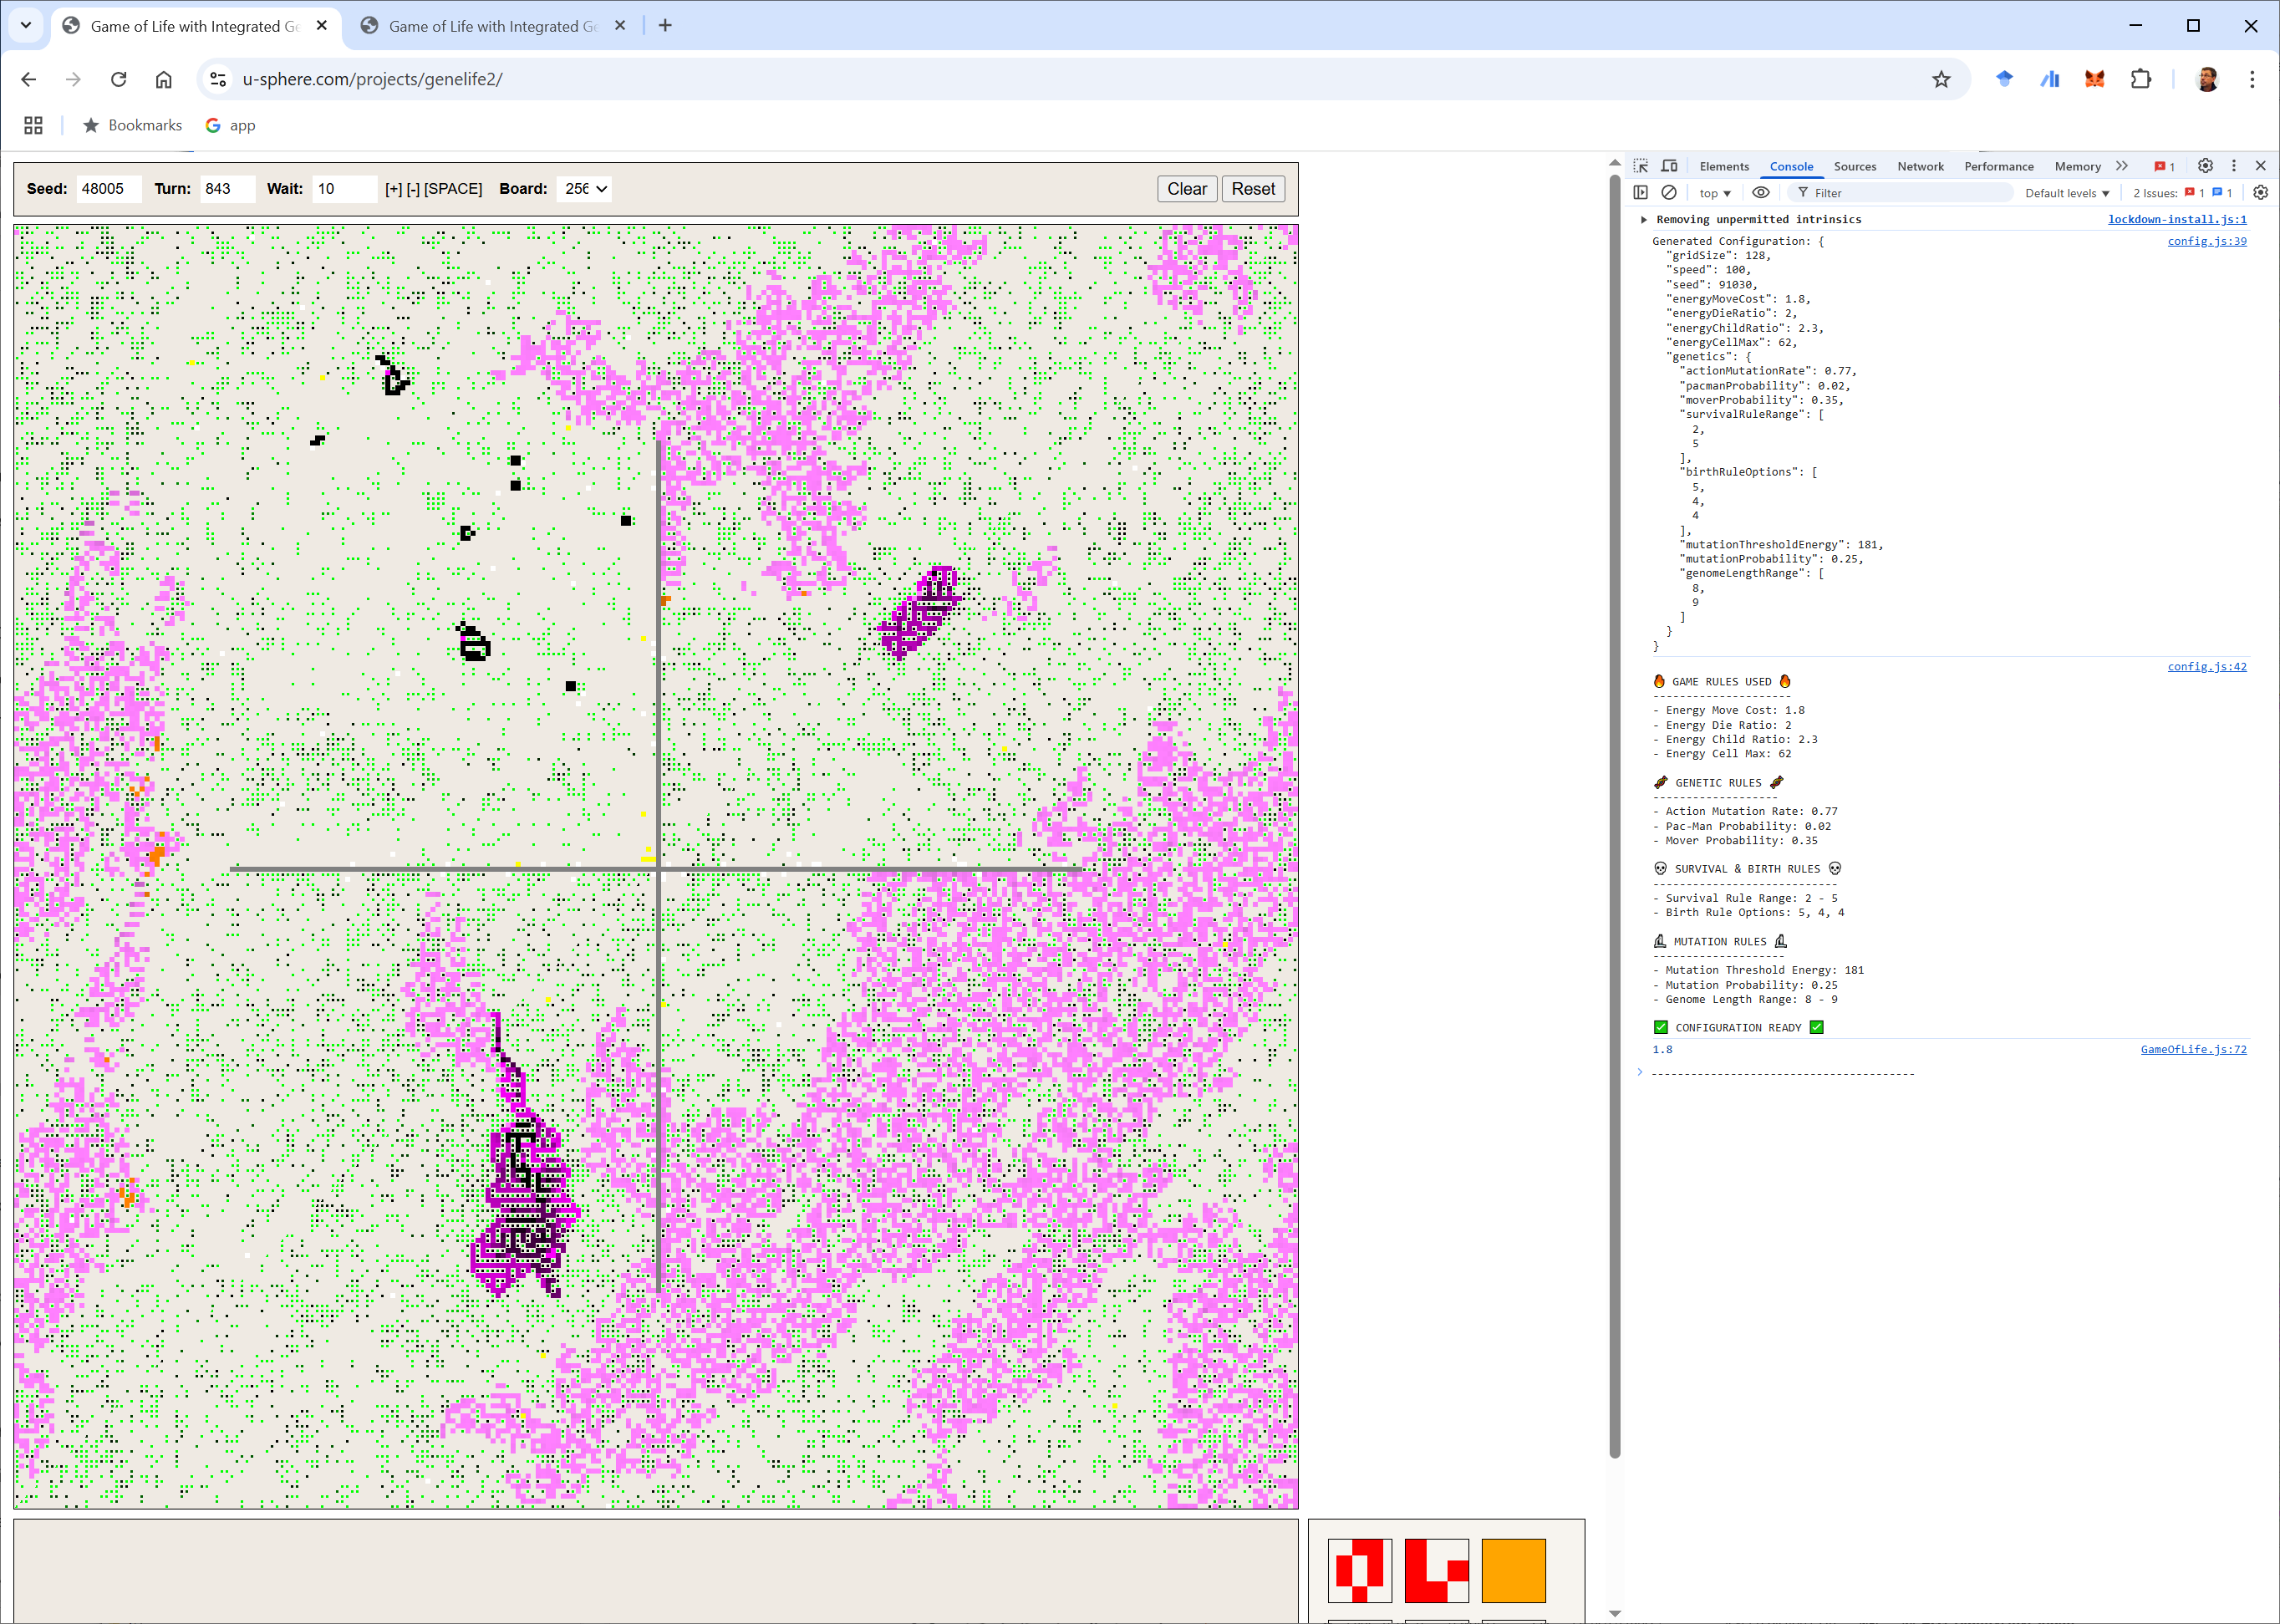 Game of Life with Integrated Ge
Game of Life with Integrated Ge
u-sphere.com/projects/genelife2/
Bookmarks
app
Seed: 48005 Turn: 843 Wait: 10 [+] [-] [SPACE] Board: 256 Clear Reset
Elements Console Sources Network Performance Memory 1
top Filter Default levels 2 Issues: 1 1
Removing unpermitted intrinsics lockdown-install.js:1
Generated Configuration: { config.js:39
"gridSize": 128,
"speed": 100,
"seed": 91030,
"energyMoveCost": 1.8,
"energyDieRatio": 2,
"energyChildRatio": 2.3,
"energyCellMax": 62,
"genetics": {
"actionMutationRate": 0.77,
"pacmanProbability": 0.02,
"moverProbability": 0.35,
"survivalRuleRange": [
2,
5
],
"birthRuleOptions": [
5,
4,
4
],
"mutationThresholdEnergy": 181,
"mutationProbability": 0.25,
"genomeLengthRange": [
8,
9
]
}
}
config.js:42
🔥 GAME RULES USED 🔥
---------------------
- Energy Move Cost: 1.8
- Energy Die Ratio: 2
- Energy Child Ratio: 2.3
- Energy Cell Max: 62
GENETIC RULES
-------------------
- Action Mutation Rate: 0.77
- Pac-Man Probability: 0.02
- Mover Probability: 0.35
💀 SURVIVAL & BIRTH RULES 💀
----------------------------
- Survival Rule Range: 2 - 5
- Birth Rule Options: 5, 4, 4
MUTATION RULES
--------------------
- Mutation Threshold Energy: 181
- Mutation Probability: 0.25
- Genome Length Range: 8 - 9
✅ CONFIGURATION READY ✅
1.8 GameOfLife.js:72
----------------------------------------